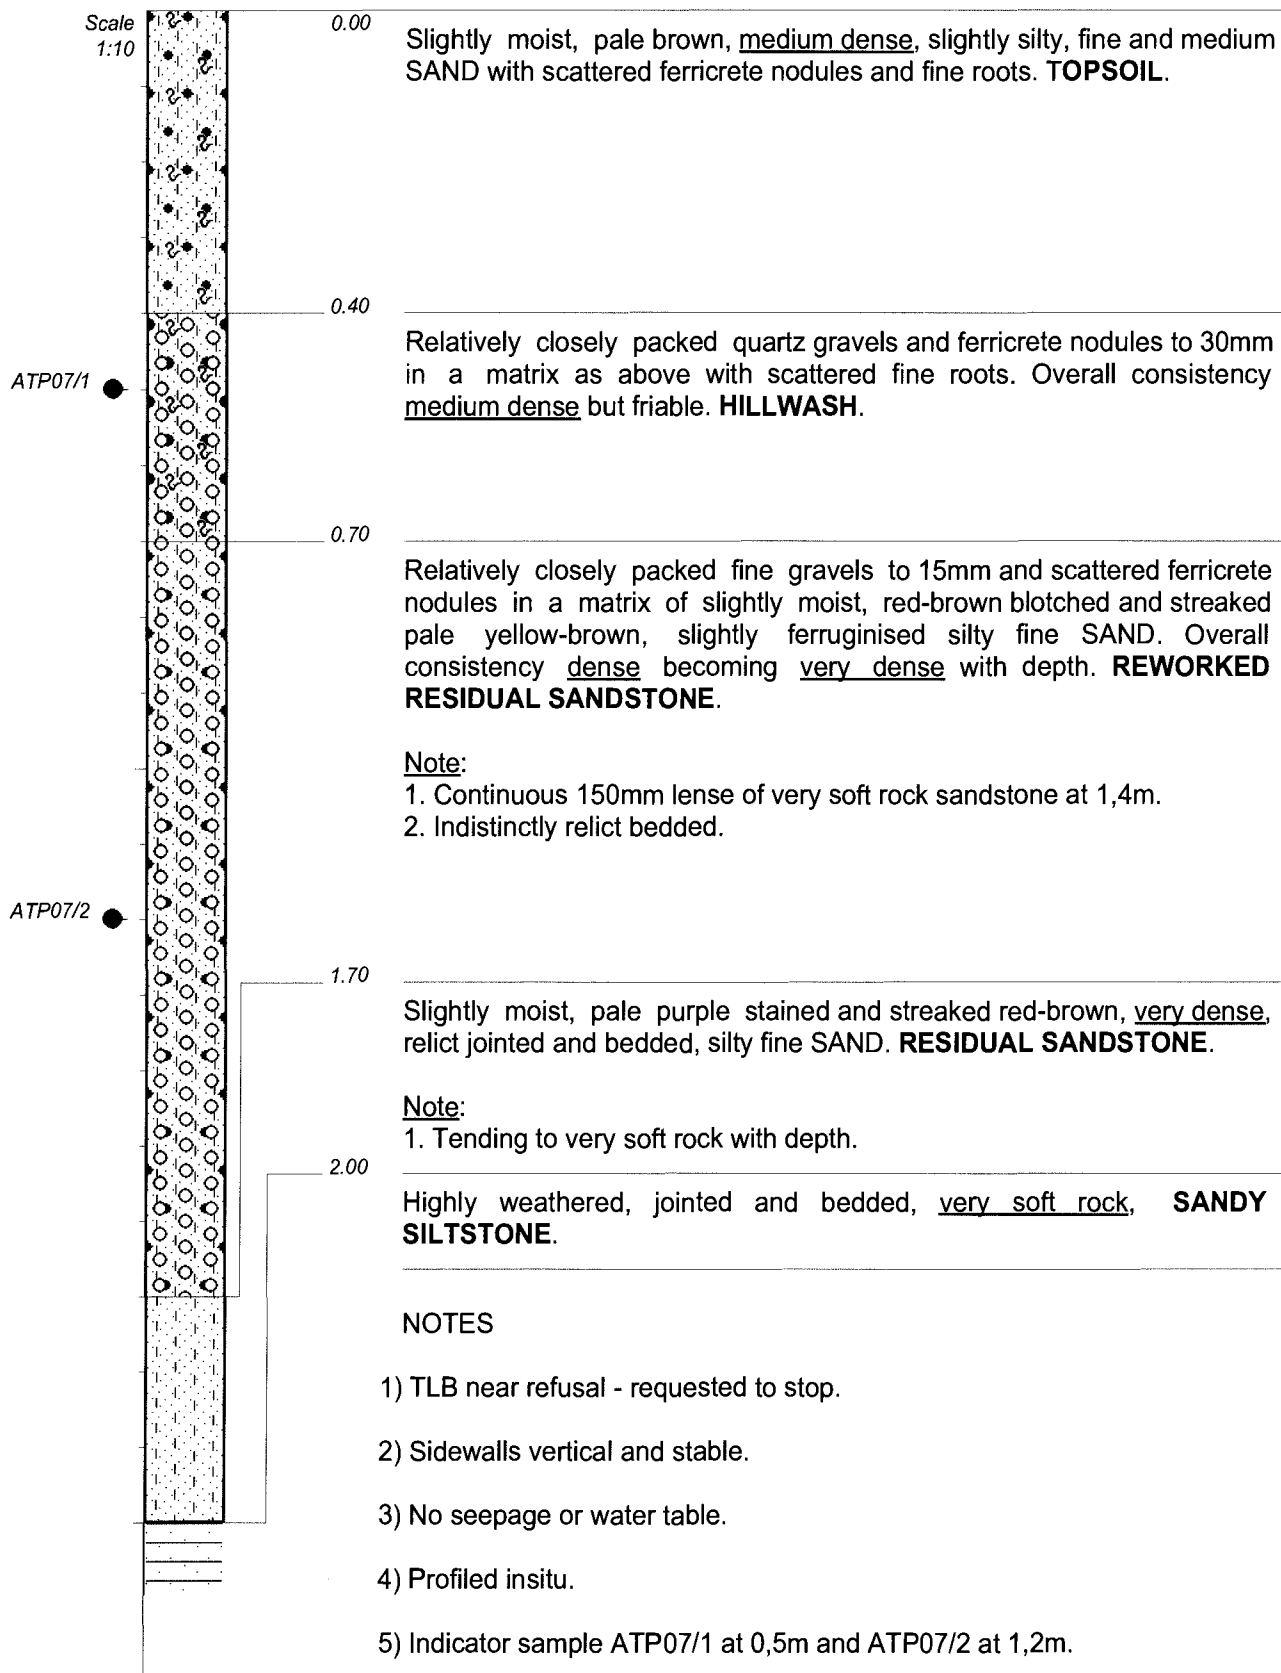 Scale
1:10
0.00
Slightly moist, pale brown, medium dense, slightly silty, fine and medium
SAND with scattered ferricrete nodules and fine roots. TOPSOIL.
0.40
Relatively closely packed quartz gravels and ferricrete nodules to 30mm
in a matrix as above with scattered fine roots. Overall consistency
medium dense but friable. HILLWASH.
ATP07/1
0.70
Relatively closely packed fine gravels to 15mm and scattered ferricrete
nodules in a matrix of slightly moist, red-brown blotched and streaked
pale yellow-brown, slightly ferruginised silty fine SAND. Overall
consistency dense becoming very dense with depth. REWORKED
RESIDUAL SANDSTONE.
Note:
1. Continuous 150mm lense of very soft rock sandstone at 1,4m.
2. Indistinctly relict bedded.
ATP07/2
1.70
Slightly moist, pale purple stained and streaked red-brown, very dense,
relict jointed and bedded, silty fine SAND. RESIDUAL SANDSTONE.
Note:
1. Tending to very soft rock with depth.
2.00
Highly weathered, jointed and bedded, very soft rock, SANDY
SILTSTONE.
NOTES
1) TLB near refusal - requested to stop.
2) Sidewalls vertical and stable.
3) No seepage or water table.
4) Profiled insitu.
5) Indicator sample ATP07/1 at 0,5m and ATP07/2 at 1,2m.